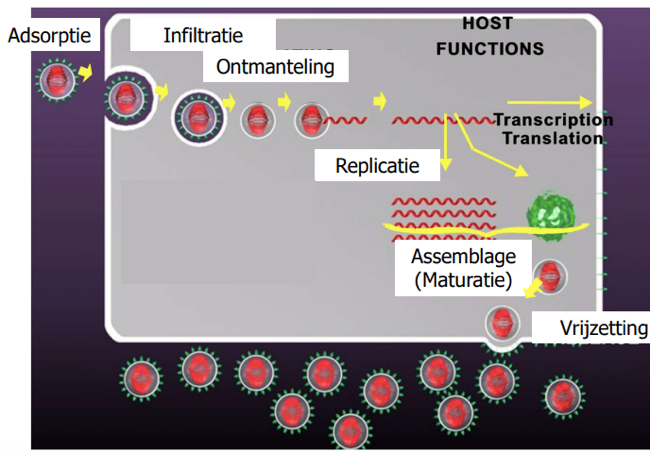 Adsorptie
Infiltratie
HOST
FUNCTIONS
Ontmanteling
Transcription
Translation
Replicatie
Assemblage
(Maturatie)
Vrijzetting